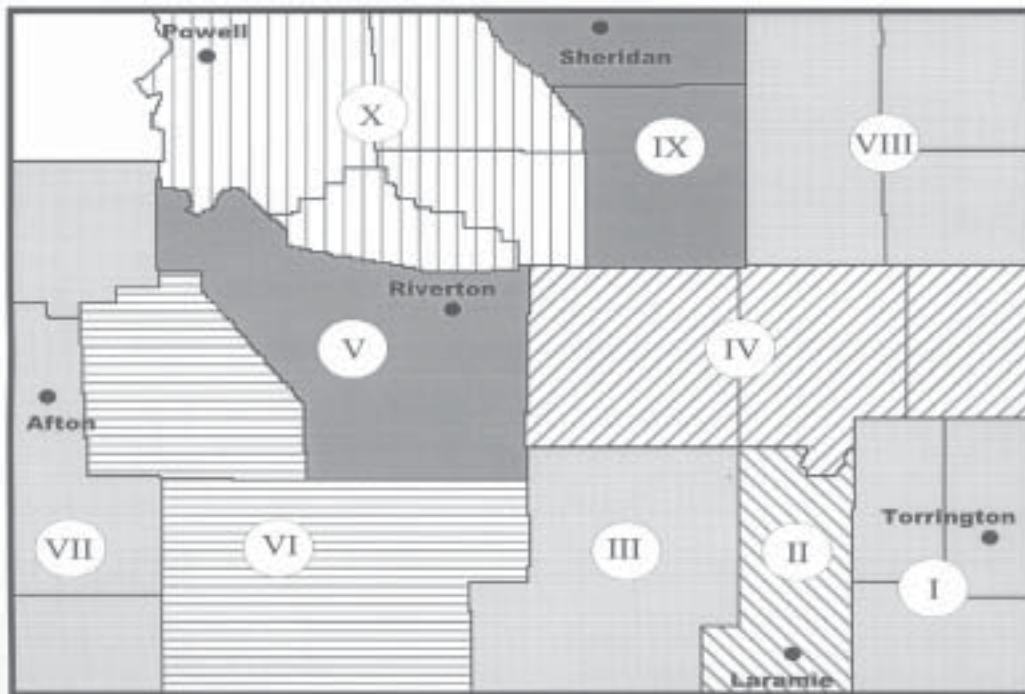 Powell
Sheridan
X
IX
VIII
Riverton
V
IV
Afton
Torrington
VII
VI
III
II
I
Laramie